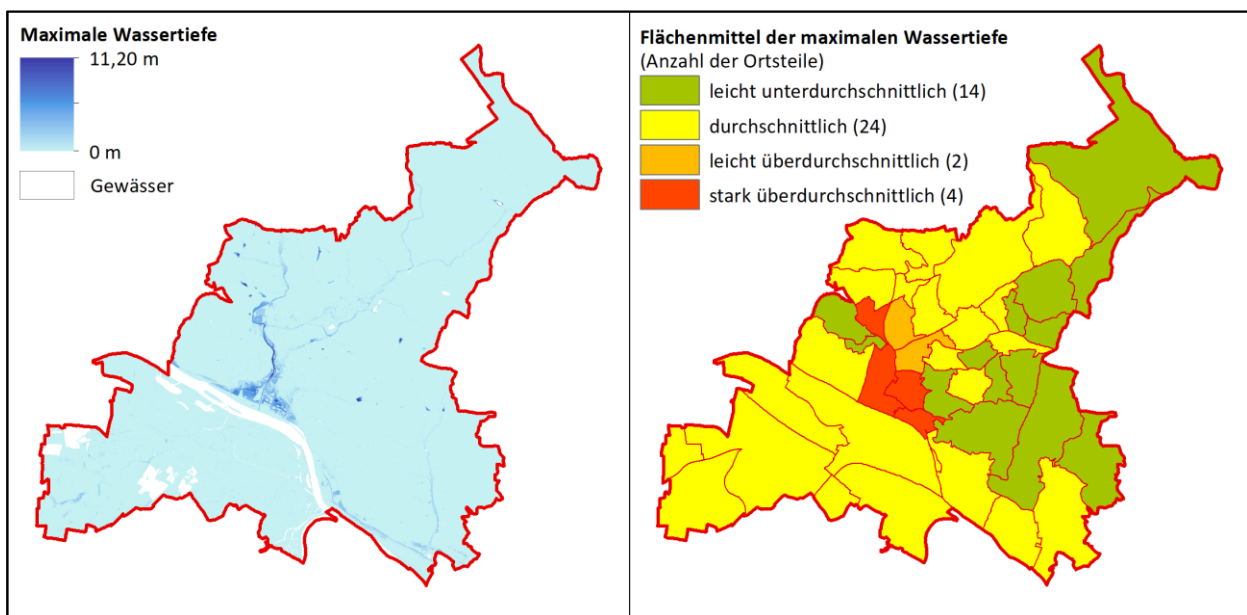 Maximale Wassertiefe
11,20 m
0 m
Gewässer
Flächenmittel der maximalen Wassertiefe
(Anzahl der Ortsteile)
leicht unterdurchschnittlich (14)
durchschnittlich (24)
leicht überdurchschnittlich (2)
stark überdurchschnittlich (4)